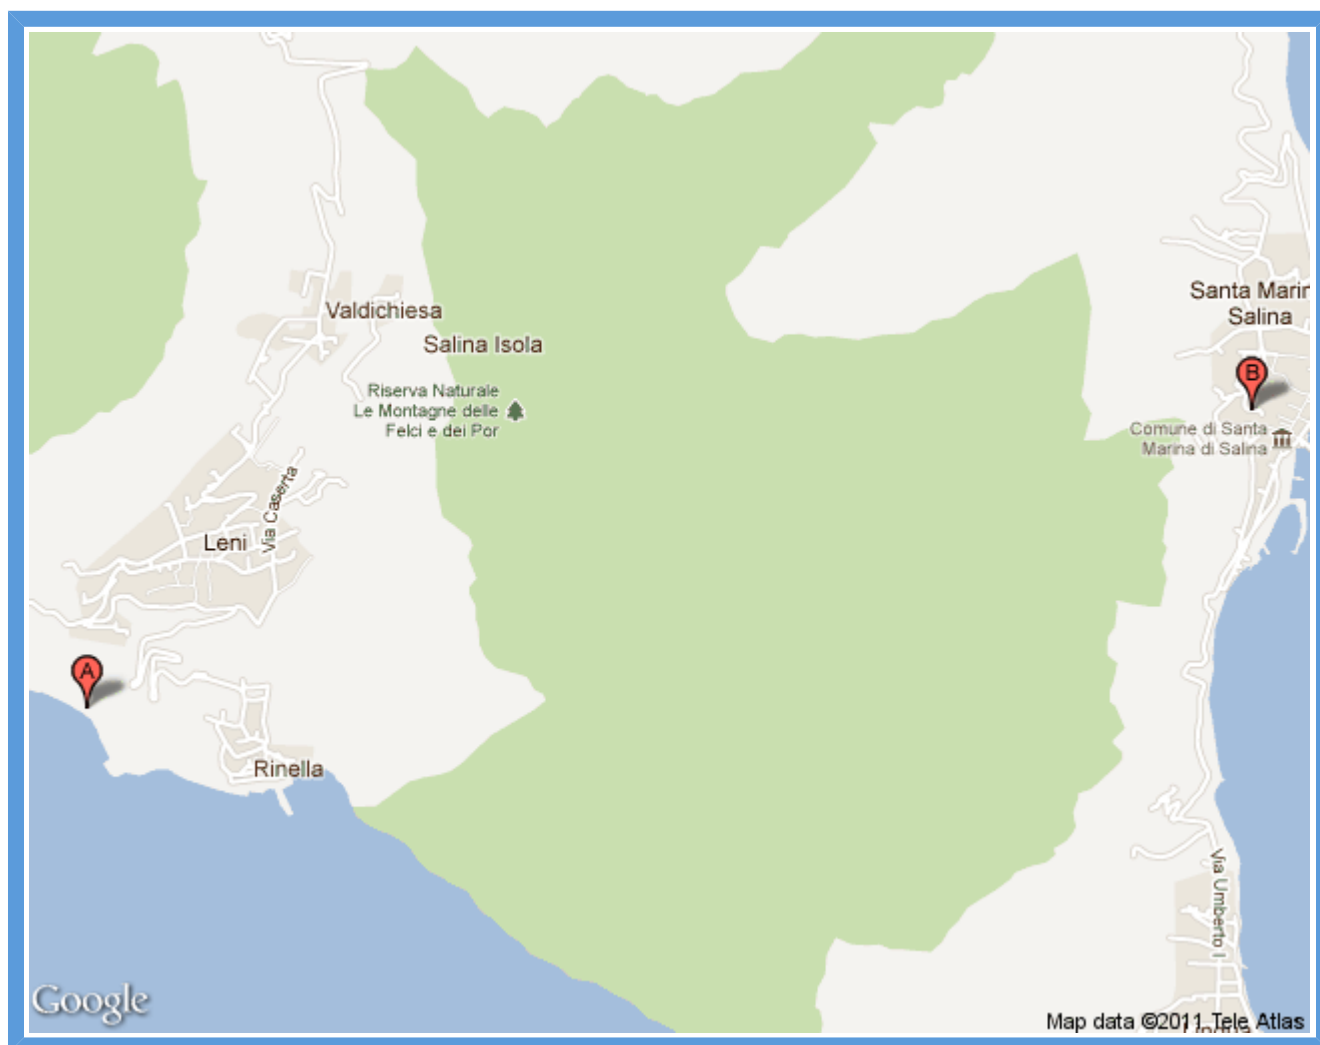 Valdichiesa
Salina Isola
Riserva Naturale
Le Montagne delle
Felci e dei Por
Santa Marin
Salina
B
Comune di Santa
Marina di Salina
Via Caserta
Leni
A
Rinella
Via Umberto I
Google
Map data ©2011 Tele Atlas
Lingua